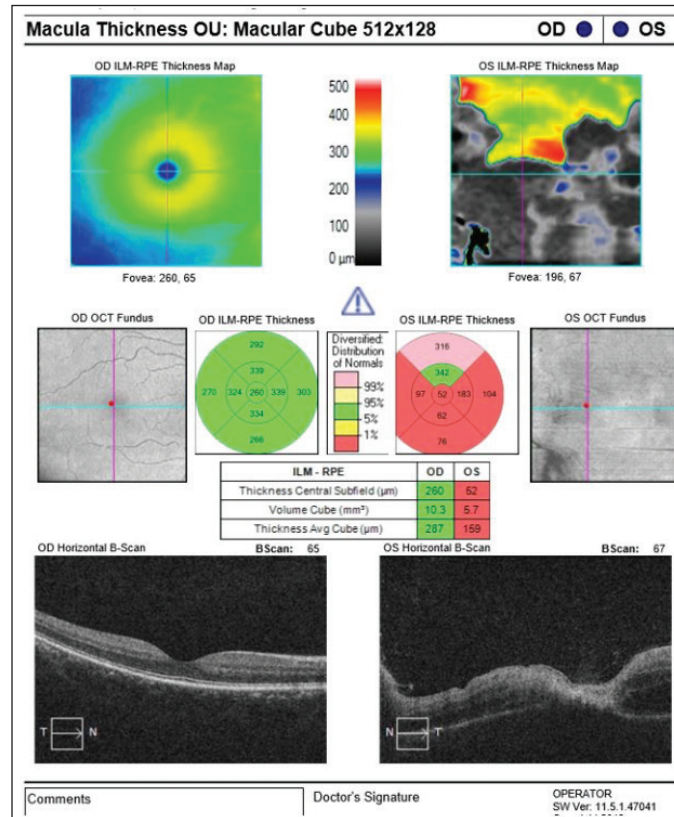 Macula Thickness OU: Macular Cube 512x128 OD OS
OD ILM-RPE Thickness Map
OS ILM-RPE Thickness Map
500
400
300
200
100
0 µm
Fovea: 260, 65
Fovea: 196, 67
OD OCT Fundus
OD ILM-RPE Thickness
OS ILM-RPE Thickness
OS OCT Fundus
292
339
270 324 260 339 303
334
266
Diversified:
Distribution
of Normals
99%
95%
5%
1%
316
342
97 52 183 104
62
76
ILM - RPE OD OS
Thickness Central Subfield (µm) 260 52
Volume Cube (mm³) 10.3 5.7
Thickness Avg Cube (µm) 287 159
OD Horizontal B-Scan BScan: 65
OS Horizontal B-Scan BScan: 67
T N
N T
Comments
Doctor's Signature
OPERATOR
SW Ver: 11.5.1.47041